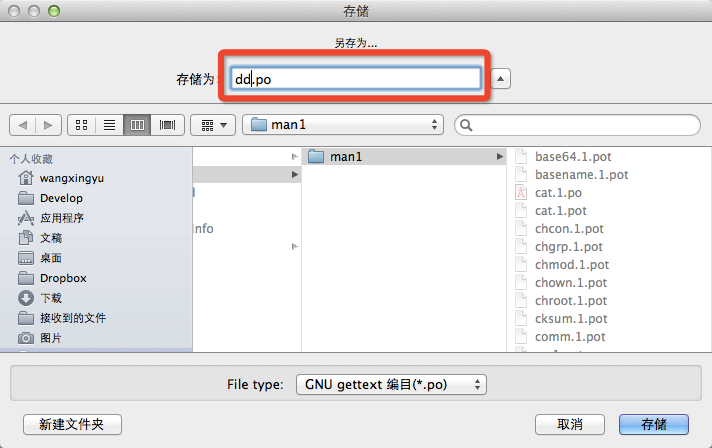 存储
另存为...
存储为:
dd.po
man1
个人收藏
wangxingyu
Develop
应用程序
文稿
桌面
Dropbox
下载
接收到的文件
图片
info
man1
base64.1.pot
basename.1.pot
cat.1.po
cat.1.pot
chcon.1.pot
chgrp.1.pot
chmod.1.pot
chown.1.pot
chroot.1.pot
cksum.1.pot
comm.1.pot
File type:
GNU gettext 编目(*.po)
新建文件夹
取消
存储